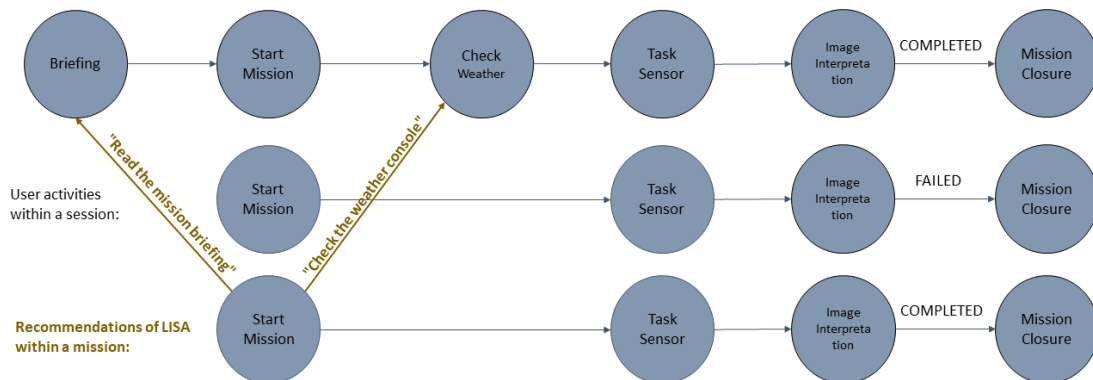 Briefing
Start
Mission
Check
Weather
Task
Sensor
Image
Interpreta
tion
COMPLETED
Mission
Closure
"Read the mission briefing"
"Check the weather console"
User activities
within a session:
Start
Mission
Task
Sensor
Image
Interpreta
tion
FAILED
Mission
Closure
Recommendations of LISA
within a mission:
Start
Mission
Task
Sensor
Image
Interpreta
tion
COMPLETED
Mission
Closure